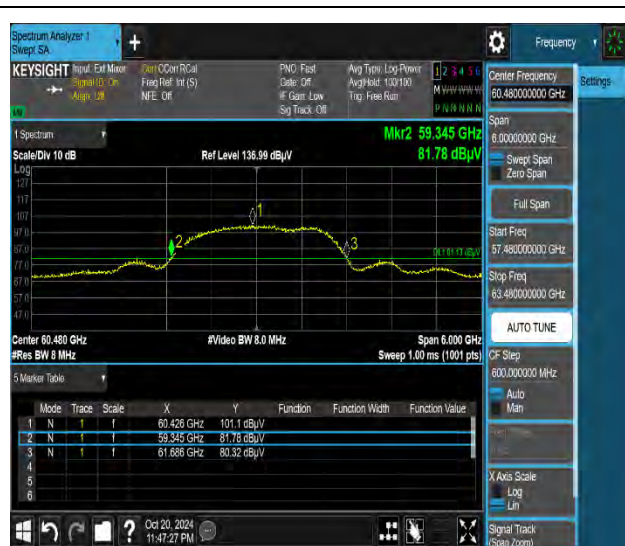 Spectrum Analyzer 1
Swept SA
+
Frequency
KEYSIGHT
Input: Ext Mixer
Signal ID: On
Corr CCorr RCal
Freq Ref: Int (S)
NFE: Off
PNO: Fast
Gate: Off
IF Gain: Low
Sig Track: Off
Avg Type: Log-Power
Avg|Hold: 100/100
Trig: Free Run
1 2 3 4 5 6
M W W W W W
P N N N N N
1 Spectrum
Scale/Div 10 dB
Ref Level 136.99 dBµV
Mkr2 59.345 GHz
81.78 dBµV
Log
127
117
107
97.0
87.0
77.0
67.0
57.0
47.0
1
2
3
DL1 81.13 dBµV
Center 60.480 GHz
#Video BW 8.0 MHz
Span 6.000 GHz
#Res BW 8 MHz
Sweep 1.00 ms (1001 pts)
5 Marker Table
Mode Trace Scale X Y Function Function Width Function Value
1 N 1 f 60.426 GHz 101.1 dBµV
2 N 1 f 59.345 GHz 81.78 dBµV
3 N 1 f 61.686 GHz 80.32 dBµV
4
5
6
Oct 20, 2024
11:47:27 PM
?
Center Frequency
60.480000000 GHz
Settings
Span
6.00000000 GHz
Swept Span
Zero Span
Full Span
Start Freq
57.480000000 GHz
Stop Freq
63.480000000 GHz
AUTO TUNE
CF Step
600.000000 MHz
Auto
Man
X Axis Scale
Log
Lin
Signal Track
(Span Zoom)